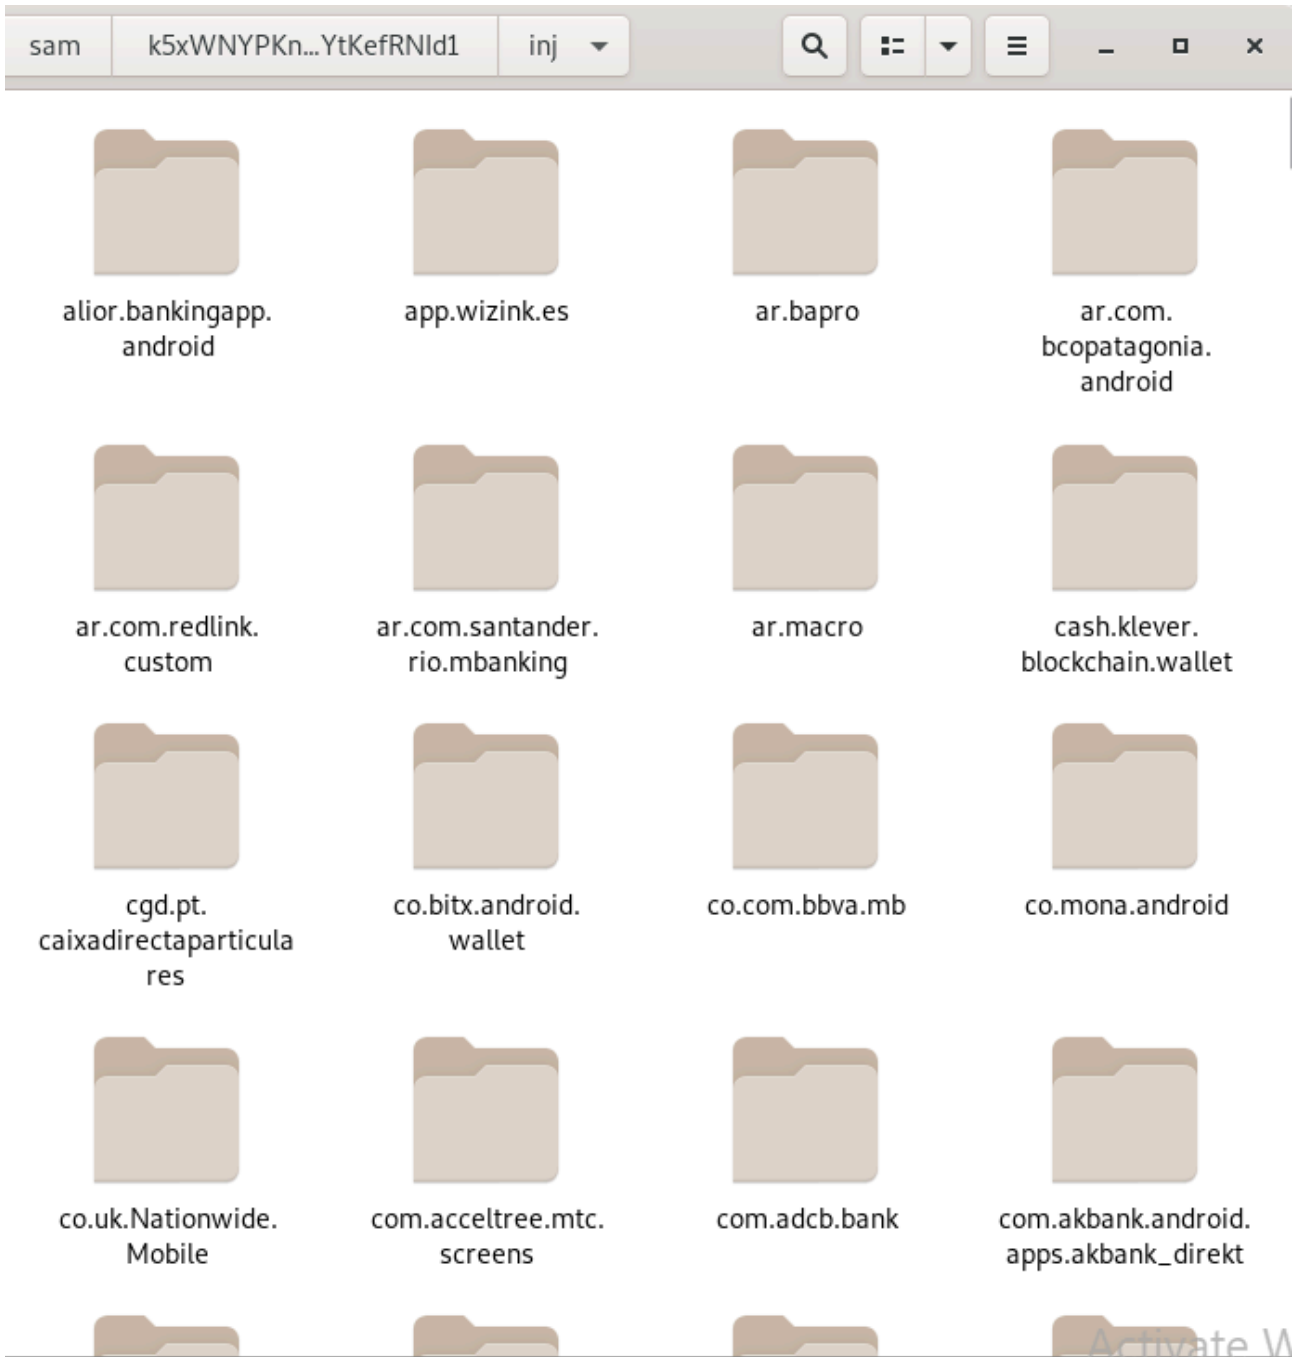 sam k5xWNYPKn...YtKefRNId1 inj
alior.bankingapp.
android
app.wizink.es
ar.bapro
ar.com.
bcopatagonia.
android
ar.com.redlink.
custom
ar.com.santander.
rio.mbanking
ar.macro
cash.klever.
blockchain.wallet
cgd.pt.
caixadirectaparticula
res
co.bitx.android.
wallet
co.com.bbva.mb
co.mona.android
co.uk.Nationwide.
Mobile
com.acceltree.mtc.
screens
com.adcb.bank
com.akbank.android.
apps.akbank_direkt
Activate W